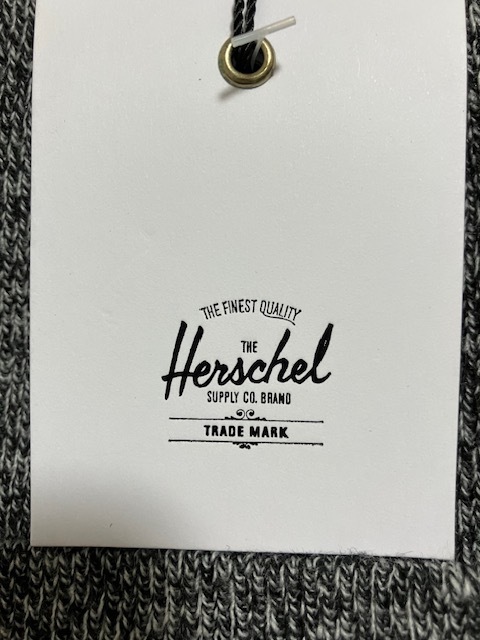 THE FINEST QUALITY
THE
Herschel
SUPPLY CO. BRAND
TRADE MARK